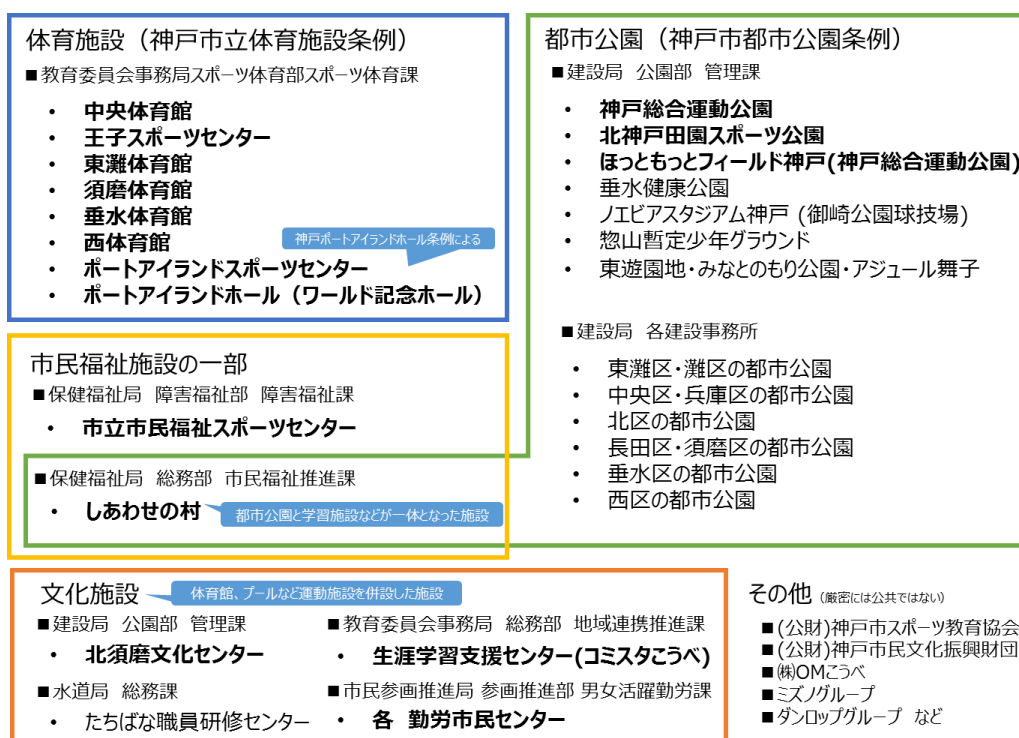 体育施設（神戸市立体育施設条例）
■教育委員会事務局スポーツ体育部スポーツ体育課
• 中央体育館
• 王子スポーツセンター
• 東灘体育館
• 須磨体育館
• 垂水体育館
• 西体育館
神戸ポートアイランドホール条例による
• ポートアイランドスポーツセンター
• ポートアイランドホール（ワールド記念ホール）
都市公園（神戸市都市公園条例）
■建設局 公園部 管理課
• 神戸総合運動公園
• 北神戸田園スポーツ公園
• ほっともっとフィールド神戸(神戸総合運動公園)
• 垂水健康公園
• ノエビアスタジアム神戸 (御崎公園球技場)
• 惣山暫定少年グラウンド
• 東遊園地・みなとのもり公園・アジュール舞子
■建設局 各建設事務所
• 東灘区・灘区の都市公園
• 中央区・兵庫区の都市公園
• 北区の都市公園
• 長田区・須磨区の都市公園
• 垂水区の都市公園
• 西区の都市公園
市民福祉施設の一部
■保健福祉局 障害福祉部 障害福祉課
• 市立市民福祉スポーツセンター
■保健福祉局 総務部 市民福祉推進課
• しあわせの村
都市公園と学習施設などが一体となった施設
文化施設
体育館、プールなど運動施設を併設した施設
■建設局 公園部 管理課
• 北須磨文化センター
■水道局 総務課
• たちばな職員研修センター
■教育委員会事務局 総務部 地域連携推進課
• 生涯学習支援センター(コミスタこうべ)
■市民参画推進局 参画推進部 男女活躍勤労課
• 各 勤労市民センター
その他 (厳密には公共ではない)
■(公財)神戸市スポーツ教育協会
■(公財)神戸市民文化振興財団
■㈱OMこうべ
■ミズノグループ
■ダンロップグループ など